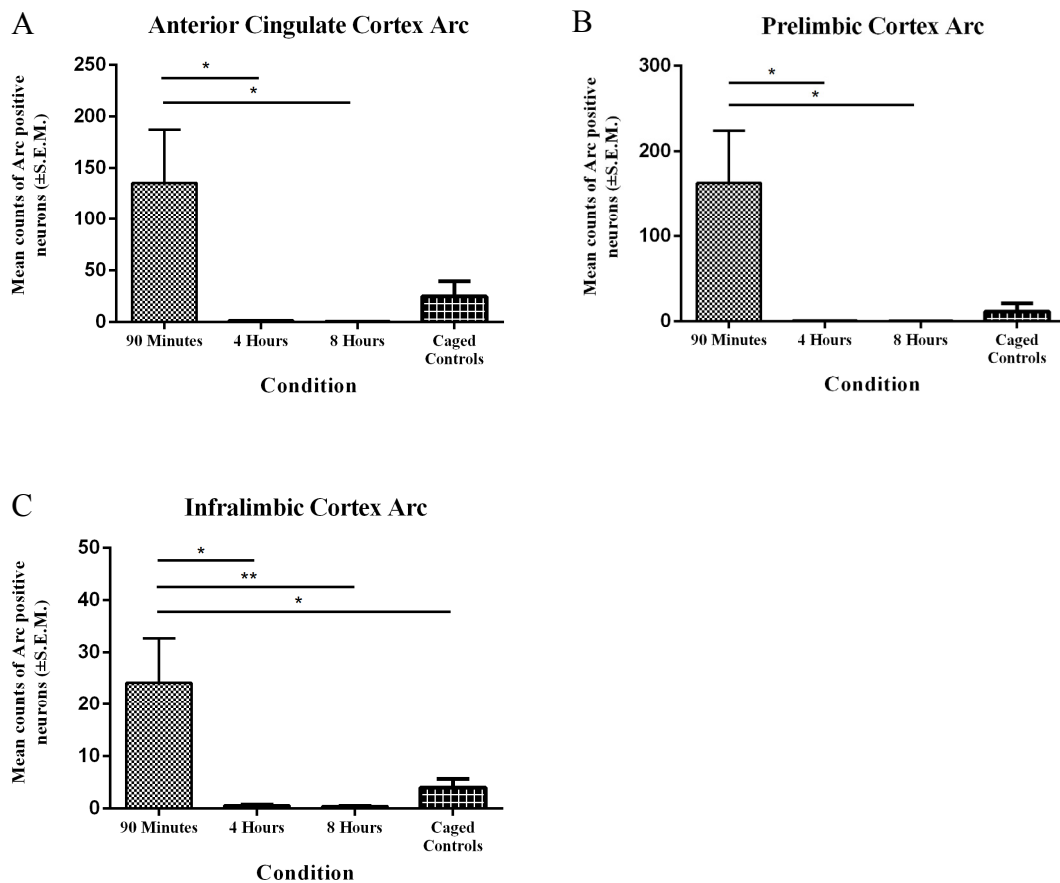 A
Anterior Cingulate Cortex Arc
Mean counts of Arc positive
neurons (±S.E.M.)
250
200
150
100
50
0
*
*
90 Minutes
4 Hours
8 Hours
Caged
Controls
Condition
B
Prelimbic Cortex Arc
Mean counts of Arc positive
neurons (±S.E.M.)
300
200
100
0
*
*
90 Minutes
4 Hours
8 Hours
Caged
Controls
Condition
C
Infralimbic Cortex Arc
Mean counts of Arc positive
neurons (±S.E.M.)
50
40
30
20
10
0
*
**
*
90 Minutes
4 Hours
8 Hours
Caged
Controls
Condition